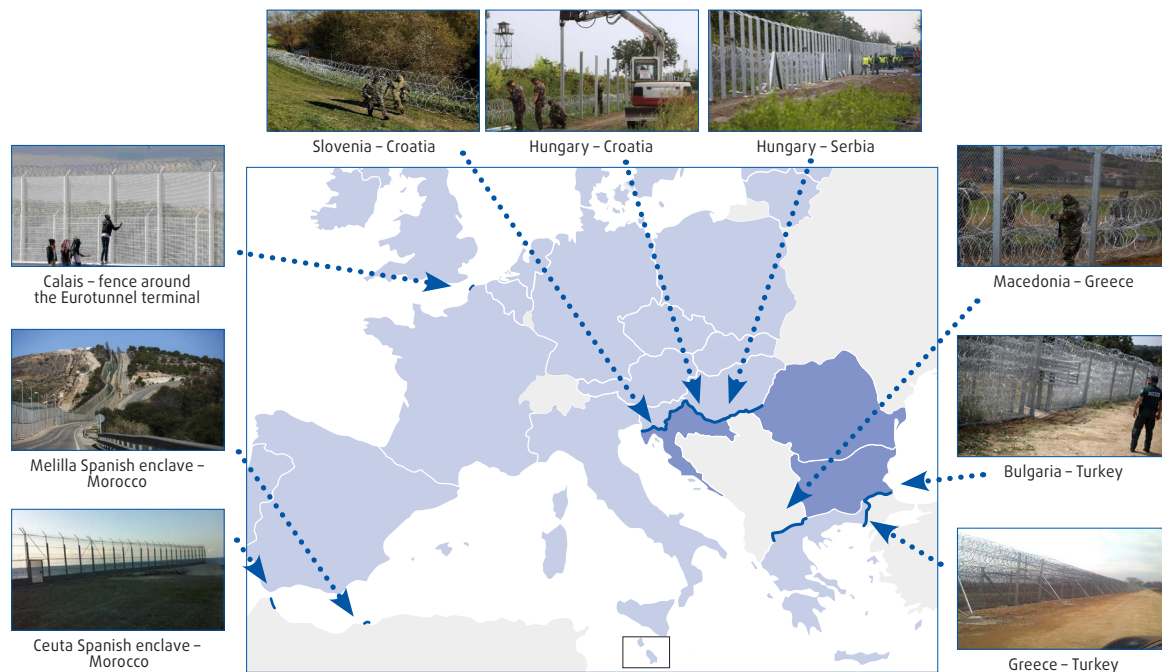 Slovenia – Croatia
Hungary – Croatia
Hungary – Serbia
Calais – fence around
the Eurotunnel terminal
Macedonia – Greece
Melilla Spanish enclave –
Morocco
Bulgaria – Turkey
Ceuta Spanish enclave –
Morocco
Greece – Turkey